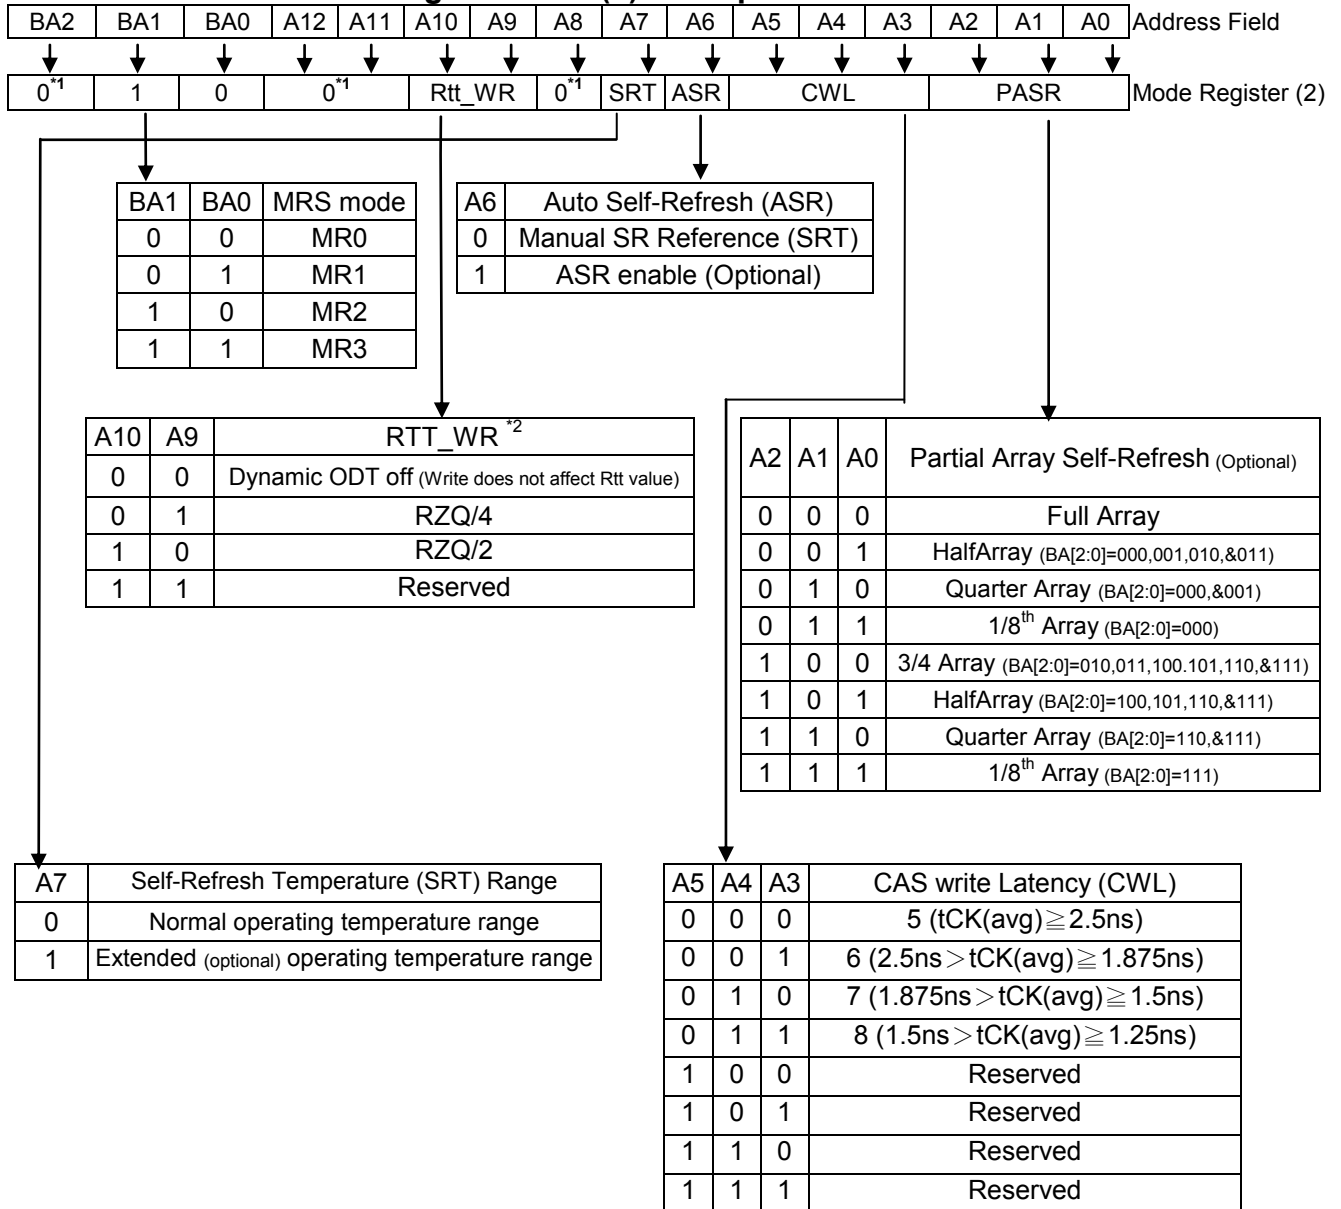 BA2 BA1 BA0 A12 A11 A10 A9 A8 A7 A6 A5 A4 A3 A2 A1 A0 Address Field
0*1 1 0 0*1 Rtt_WR 0*1 SRT ASR CWL PASR Mode Register (2)
BA1 BA0 MRS mode
0 0 MR0
0 1 MR1
1 0 MR2
1 1 MR3
A6 Auto Self-Refresh (ASR)
0 Manual SR Reference (SRT)
1 ASR enable (Optional)
A10 A9 RTT_WR *2
0 0 Dynamic ODT off (Write does not affect Rtt value)
0 1 RZQ/4
1 0 RZQ/2
1 1 Reserved
A2 A1 A0 Partial Array Self-Refresh (Optional)
0 0 0 Full Array
0 0 1 HalfArray (BA[2:0]=000,001,010,&011)
0 1 0 Quarter Array (BA[2:0]=000,&001)
0 1 1 1/8th Array (BA[2:0]=000)
1 0 0 3/4 Array (BA[2:0]=010,011,100.101,110,&111)
1 0 1 HalfArray (BA[2:0]=100,101,110,&111)
1 1 0 Quarter Array (BA[2:0]=110,&111)
1 1 1 1/8th Array (BA[2:0]=111)
A7 Self-Refresh Temperature (SRT) Range
0 Normal operating temperature range
1 Extended (optional) operating temperature range
A5 A4 A3 CAS write Latency (CWL)
0 0 0 5 (tCK(avg)≧2.5ns)
0 0 1 6 (2.5ns＞tCK(avg)≧1.875ns)
0 1 0 7 (1.875ns＞tCK(avg)≧1.5ns)
0 1 1 8 (1.5ns＞tCK(avg)≧1.25ns)
1 0 0 Reserved
1 0 1 Reserved
1 1 0 Reserved
1 1 1 Reserved